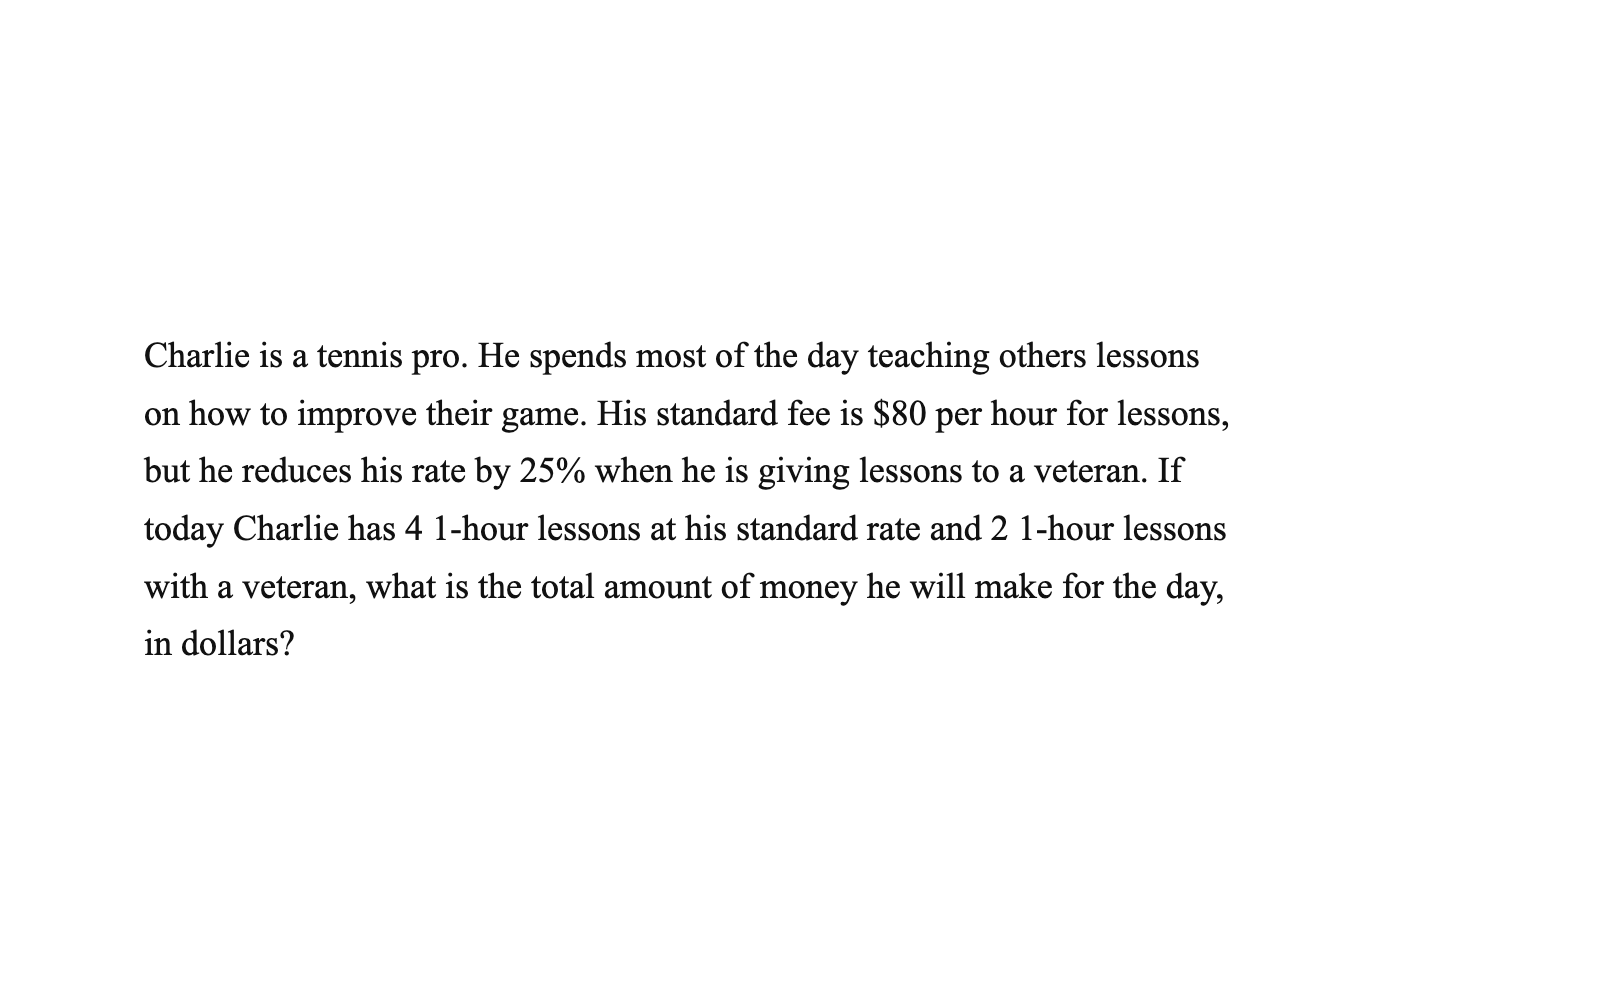 Charlie is a tennis pro. He spends most of the day teaching others lessons
on how to improve their game. His standard fee is $80 per hour for lessons,
but he reduces his rate by 25% when he is giving lessons to a veteran. If
today Charlie has 4 1-hour lessons at his standard rate and 2 1-hour lessons
with a veteran, what is the total amount of money he will make for the day,
in dollars?